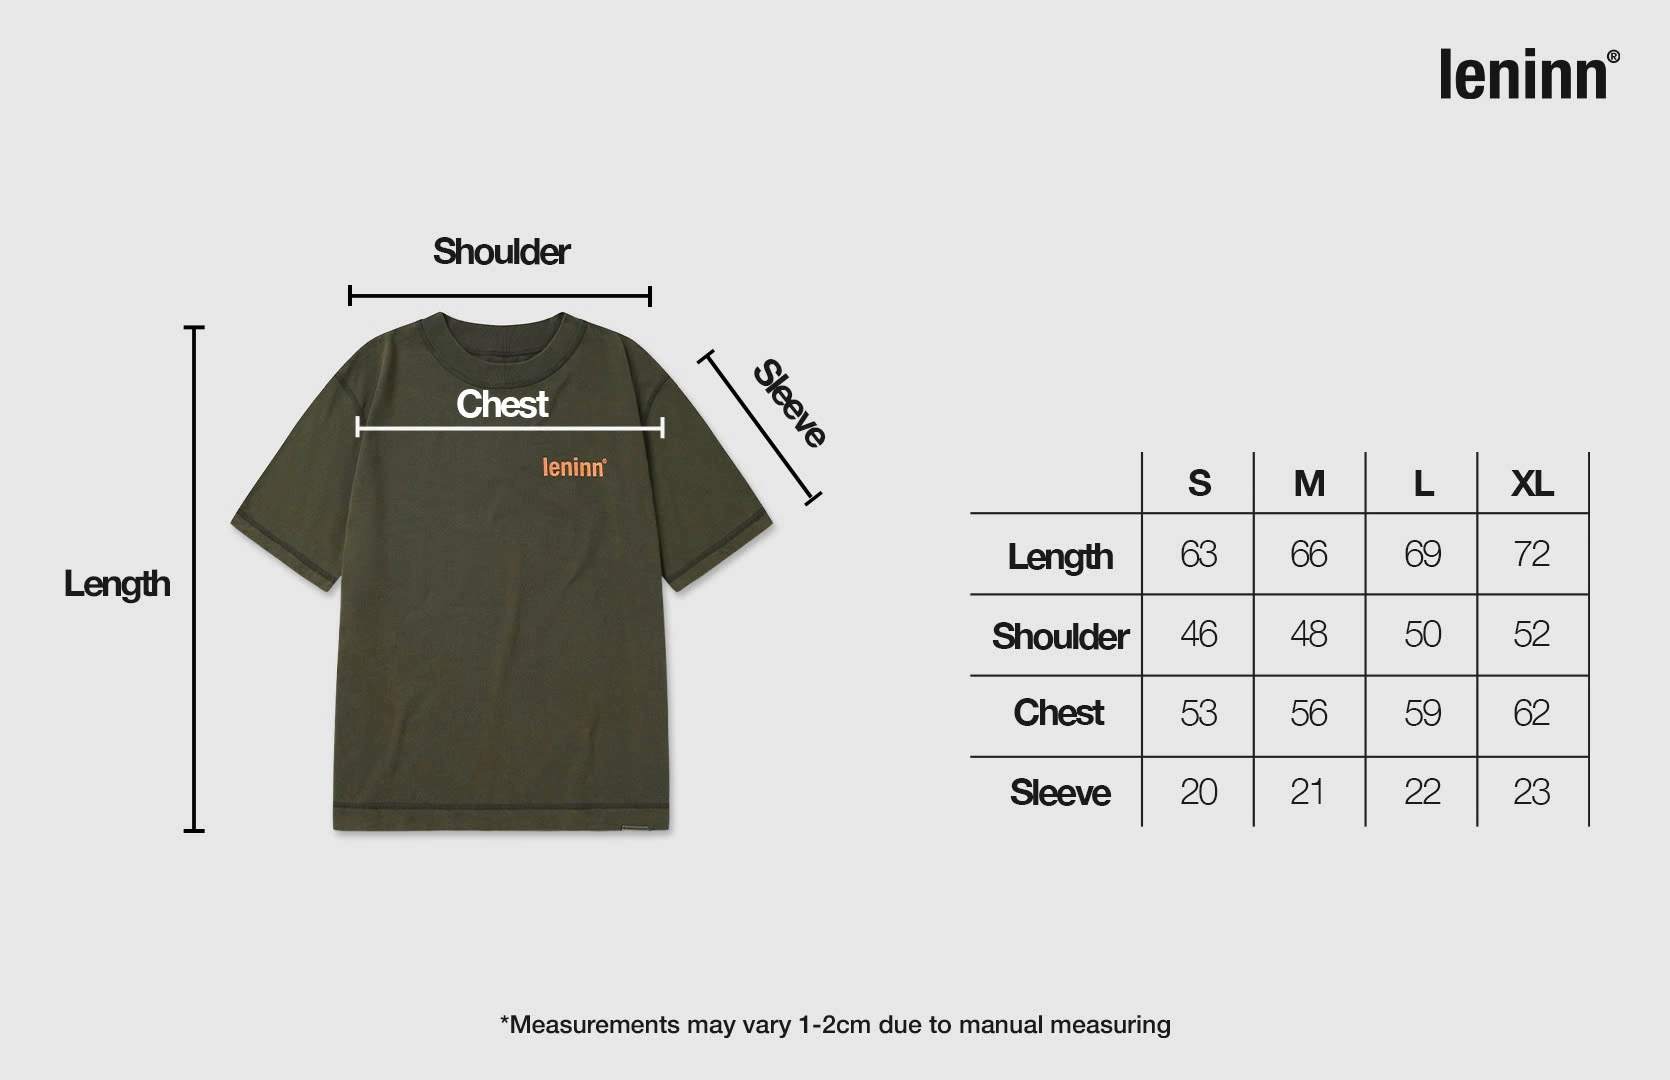 leninn®
Shoulder
Chest
leninn®
Sleeve
Length
S M L XL
Length 63 66 69 72
Shoulder 46 48 50 52
Chest 53 56 59 62
Sleeve 20 21 22 23
*Measurements may vary 1-2cm due to manual measuring